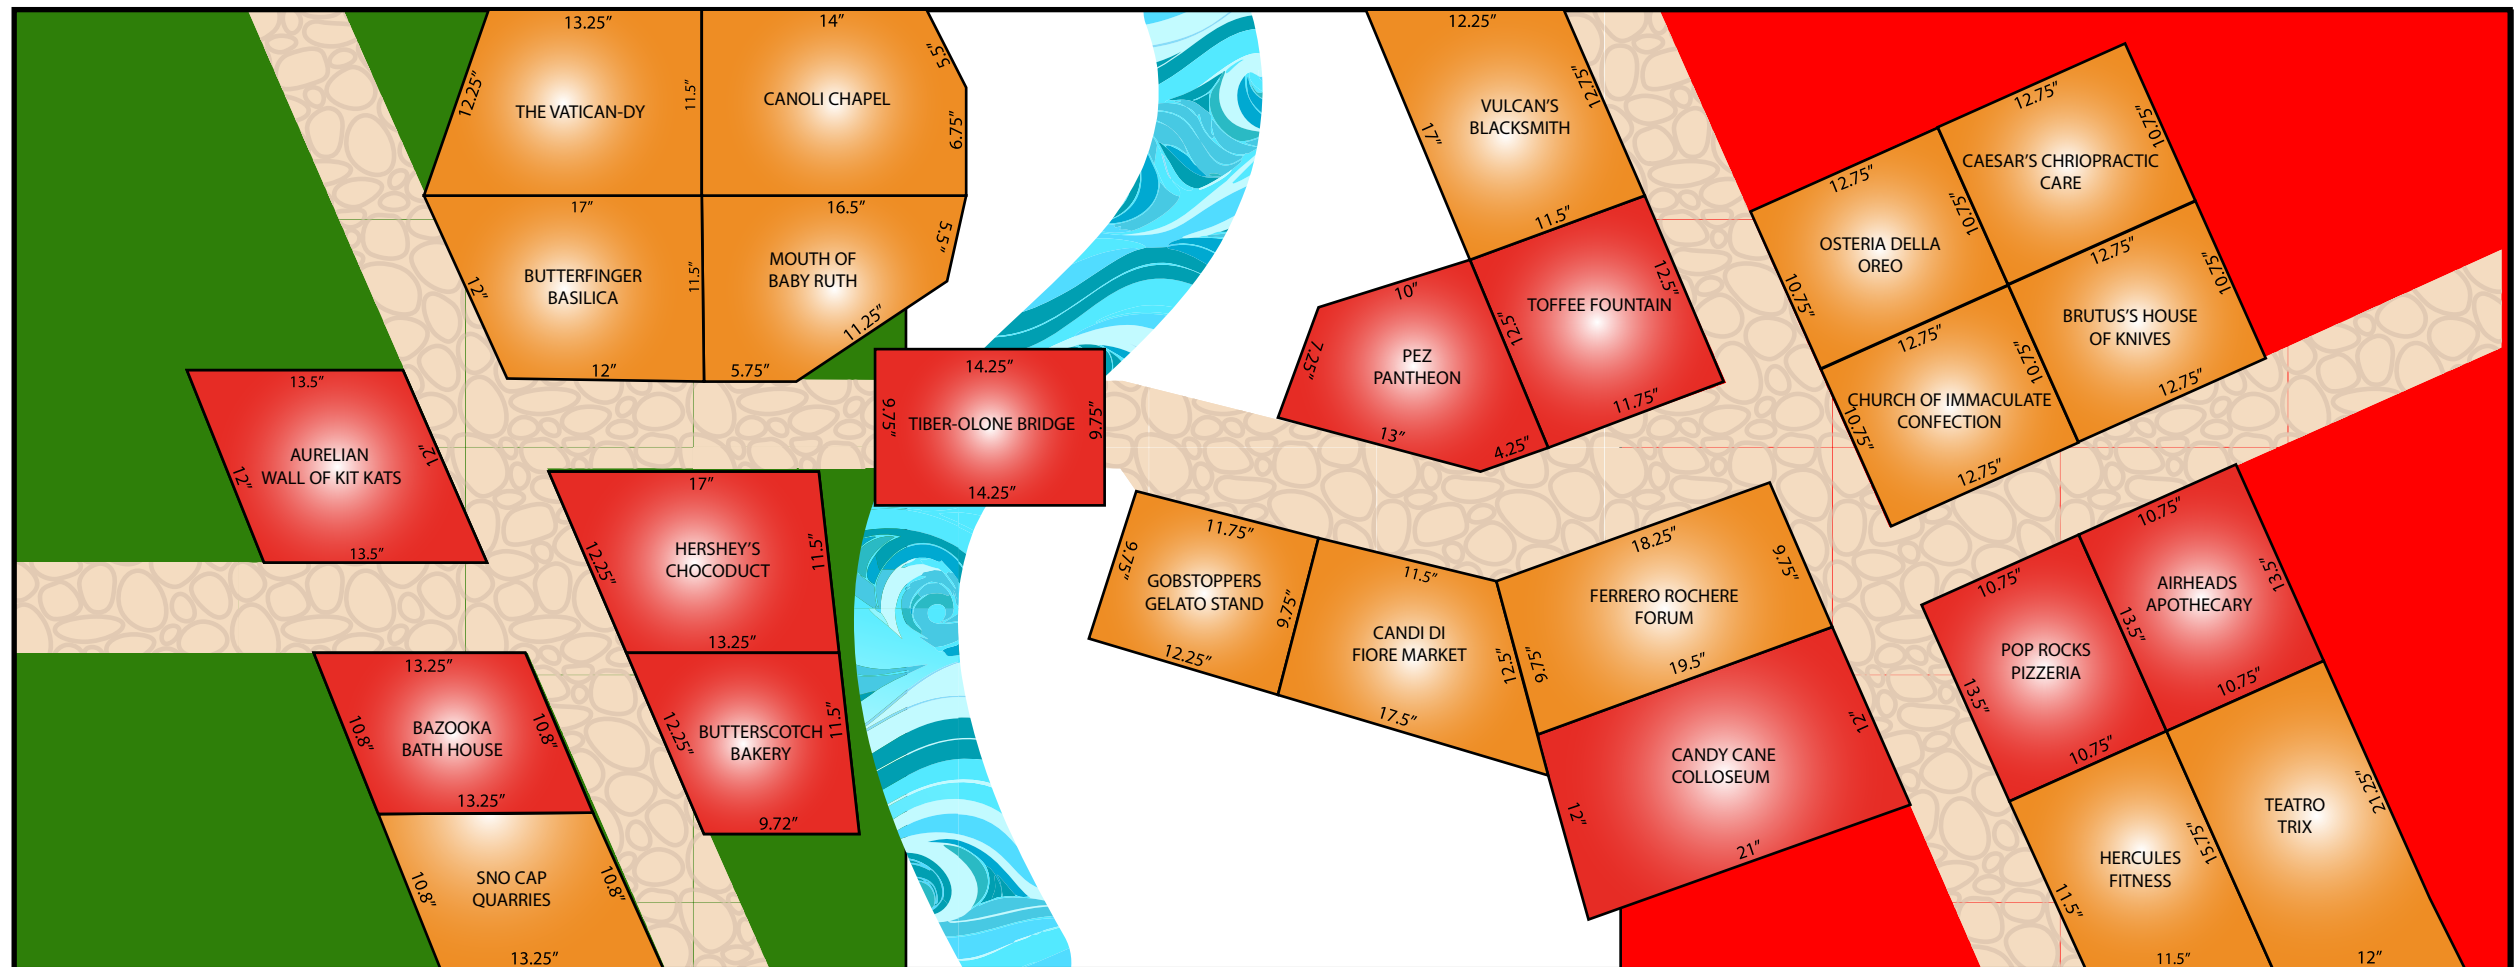 13.25”
14”
12.25”
THE VATICAN-DY
11.5”
CANOLI CHAPEL
5.5”
6.75”
17”
16.5”
12”
BUTTERFINGER
BASILICA
11.5”
MOUTH OF
BABY RUTH
5.5”
11.25”
12”
5.75”
13.5”
12”
AURELIAN
WALL OF KIT KATS
12”
13.5”
14.25”
9.75”
TIBER-OLONE BRIDGE
9.75”
14.25”
17”
12.25”
HERSHEY’S
CHOCODUCT
11.5”
13.25”
12.25”
BUTTERSCOTCH
BAKERY
11.5”
9.72”
13.25”
10.8”
BAZOOKA
BATH HOUSE
10.8”
13.25”
10.8”
SNO CAP
QUARRIES
10.8”
13.25”
12.25”
17”
VULCAN’S
BLACKSMITH
12.75”
11.5”
10”
7.25”
PEZ
PANTHEON
12.5”
13”
4.25”
TOFFEE FOUNTAIN
12.5”
11.75”
12.75”
12.75”
10.75”
OSTERIA DELLA
OREO
10.75”
CAESAR’S CHRIOPRACTIC
CARE
10.75”
12.75”
12.75”
10.75”
CHURCH OF IMMACULATE
CONFECTION
10.75”
BRUTUS’S HOUSE
OF KNIVES
10.75”
12.75”
12.75”
11.75”
9.75”
GOBSTOPPERS
GELATO STAND
9.75”
12.25”
11.5”
CANDI DI
FIORE MARKET
12.5”
17.5”
18.25”
9.75”
FERRERO ROCHERE
FORUM
9.75”
19.5”
12”
CANDY CANE
COLLOSEUM
12”
21”
10.75”
10.75”
13.5”
POP ROCKS
PIZZERIA
13.5”
AIRHEADS
APOTHECARY
13.5”
10.75”
10.75”
11.5”
HERCULES
FITNESS
15.75”
TEATRO
TRIX
21.25”
11.5”
12”